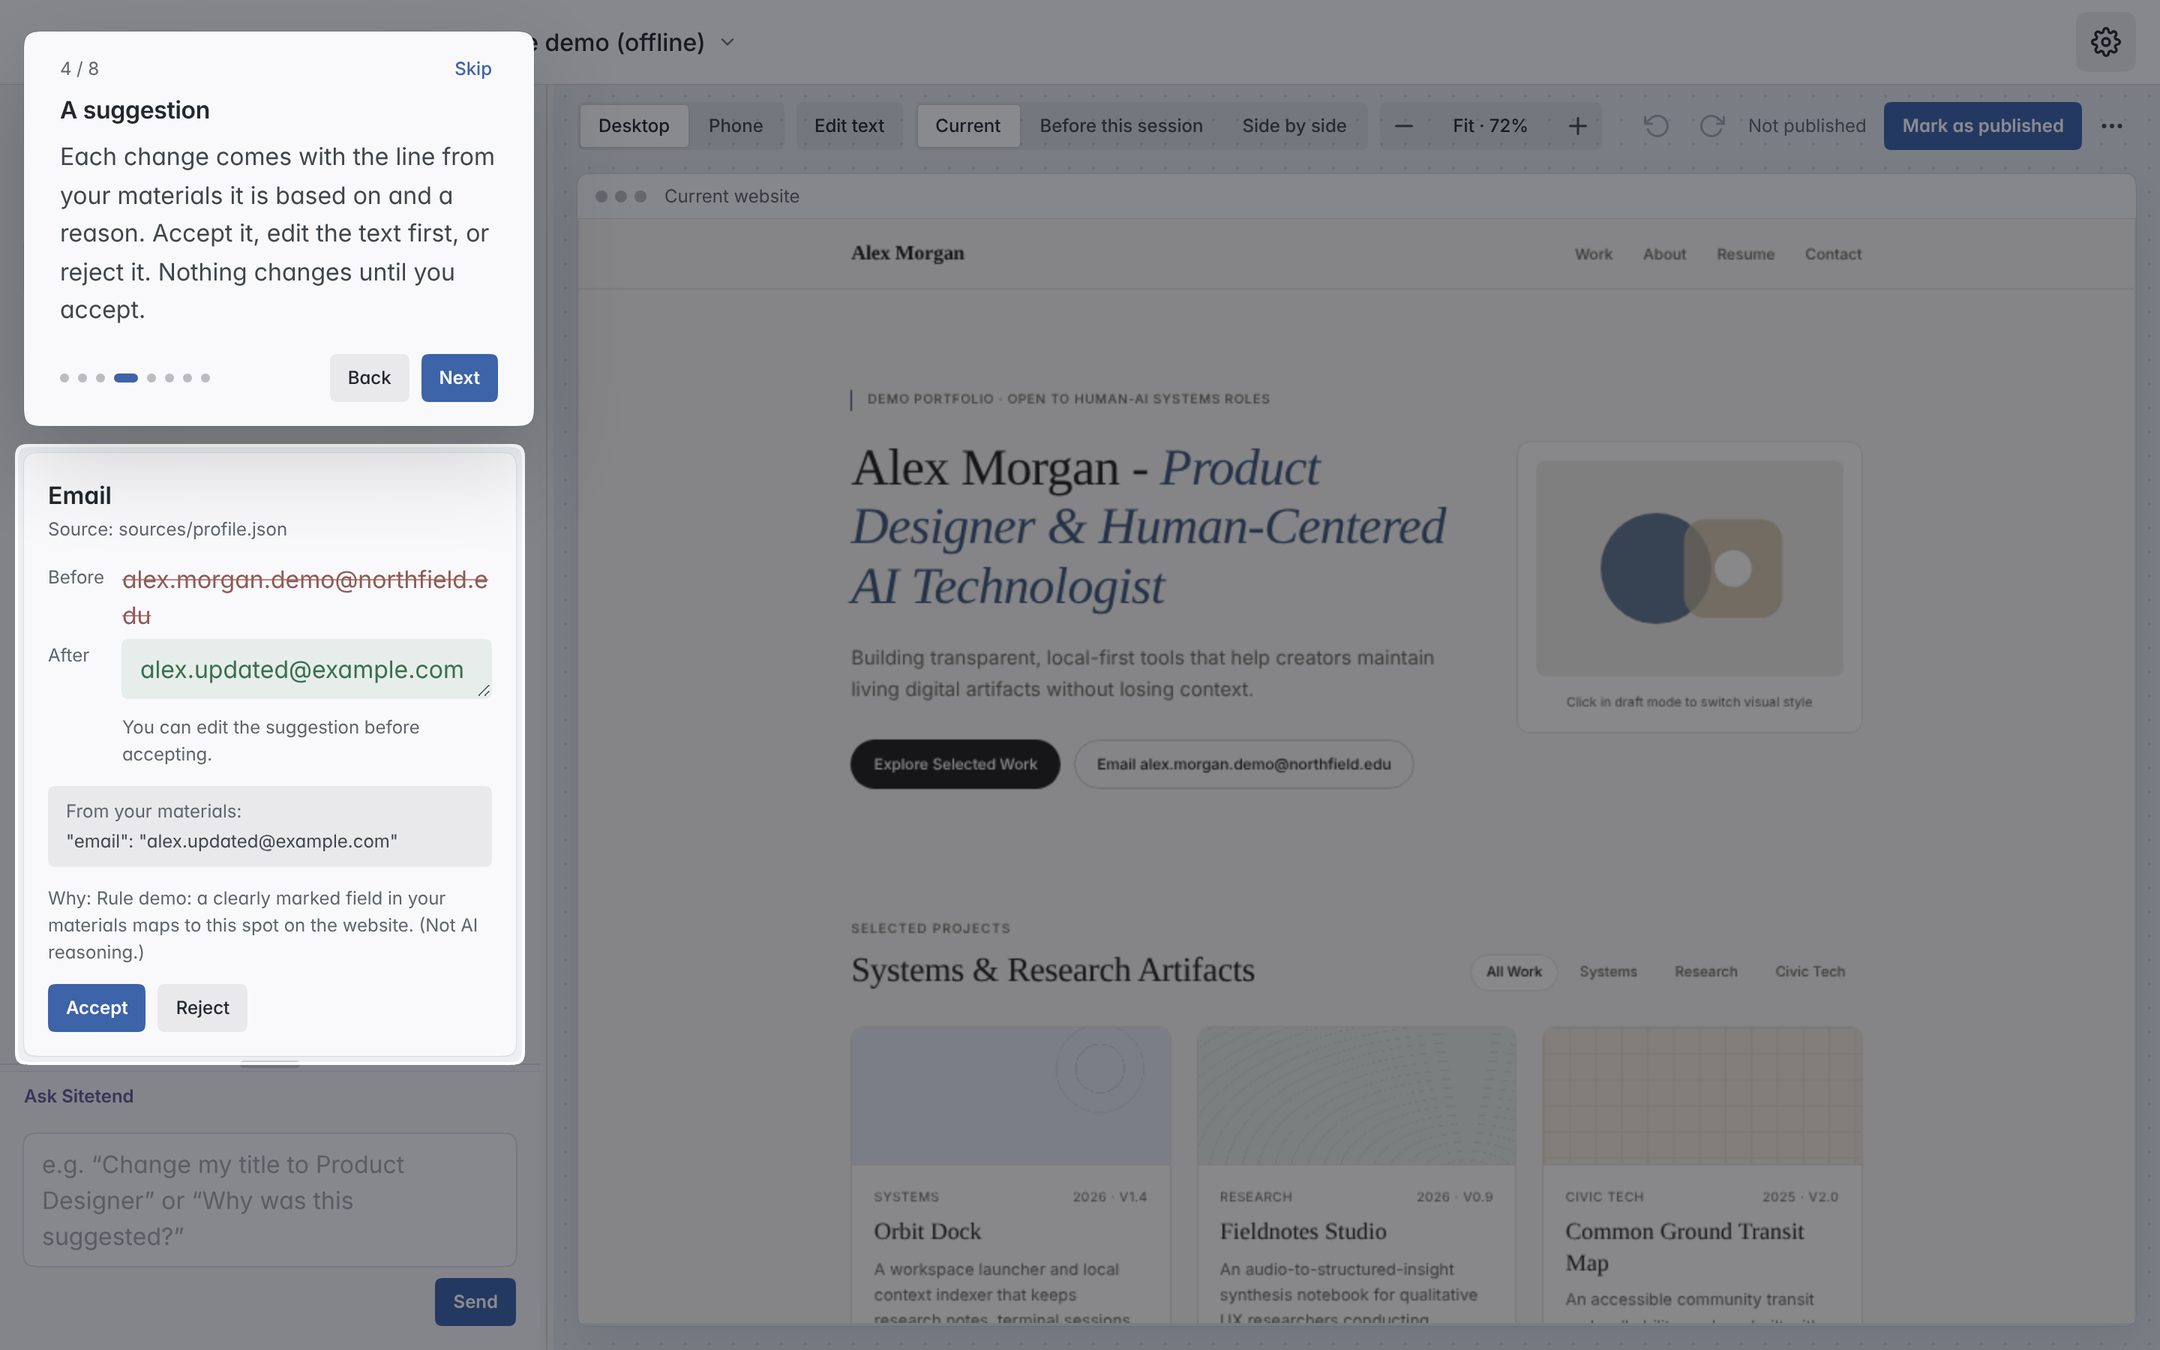 demo (offline)
4 / 8
Skip
A suggestion
Each change comes with the line from
your materials it is based on and a
reason. Accept it, edit the text first, or
reject it. Nothing changes until you
accept.
Back
Next
Email
Source: sources/profile.json
Before
alex.morgan.demo@northfield.e
du
After
alex.updated@example.com
You can edit the suggestion before
accepting.
From your materials:
"email": "alex.updated@example.com"
Why: Rule demo: a clearly marked field in your
materials maps to this spot on the website. (Not AI
reasoning.)
Accept
Reject
Ask Sitetend
e.g. “Change my title to Product
Designer” or “Why was this
suggested?”
Send
Desktop
Phone
Edit text
Current
Before this session
Side by side
Fit · 72%
Not published
Mark as published
Current website
Alex Morgan
Work
About
Resume
Contact
DEMO PORTFOLIO · OPEN TO HUMAN-AI SYSTEMS ROLES
Alex Morgan - Product
Designer & Human-Centered
AI Technologist
Building transparent, local-first tools that help creators maintain
living digital artifacts without losing context.
Explore Selected Work
Email alex.morgan.demo@northfield.edu
Click in draft mode to switch visual style
SELECTED PROJECTS
Systems & Research Artifacts
All Work
Systems
Research
Civic Tech
SYSTEMS
2026 · V1.4
Orbit Dock
A workspace launcher and local
context indexer that keeps
research notes, terminal sessions
RESEARCH
2026 · V0.9
Fieldnotes Studio
An audio-to-structured-insight
synthesis notebook for qualitative
UX researchers conducting
CIVIC TECH
2025 · V2.0
Common Ground Transit
Map
An accessible community transit